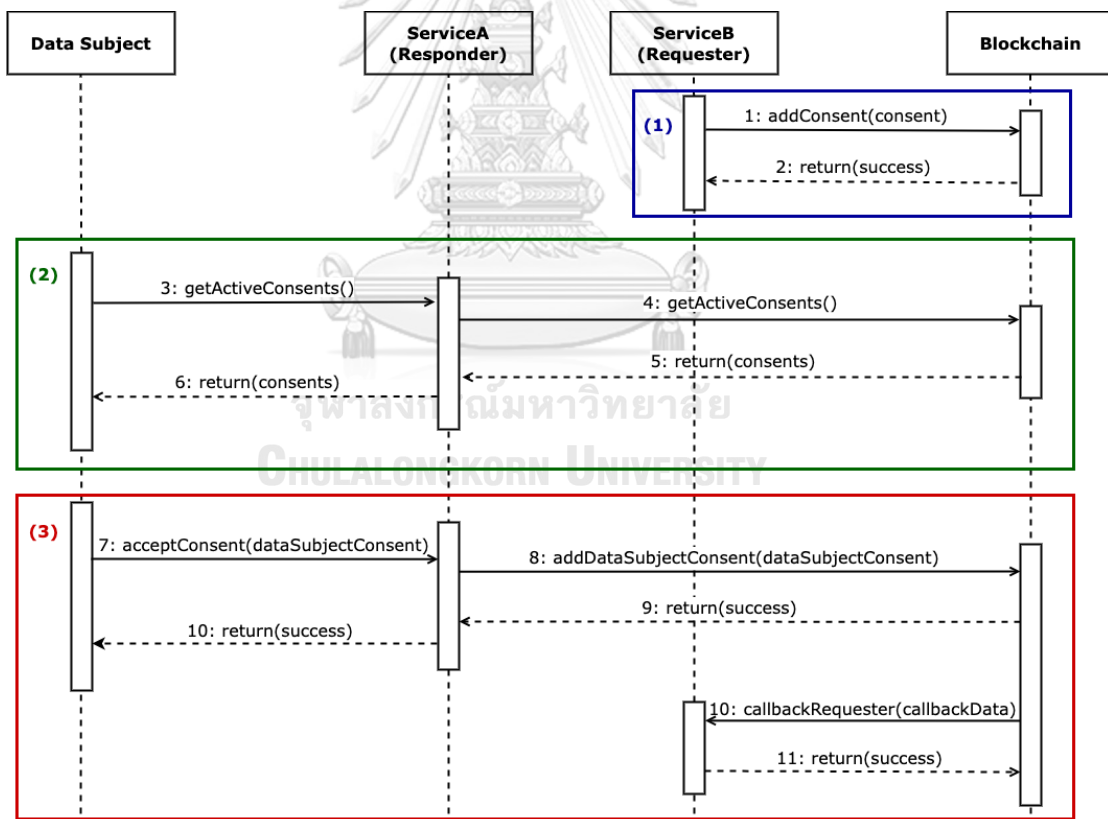 Data Subject
ServiceA
(Responder)
ServiceB
(Requester)
Blockchain
(1)
1: addConsent(consent)
2: return(success)
(2)
3: getActiveConsents()
4: getActiveConsents()
5: return(consents)
6: return(consents)
จุฬาลงกรณ์มหาวิทยาลัย
CHULALONGKORN UNIVERSITY
(3)
7: acceptConsent(dataSubjectConsent)
8: addDataSubjectConsent(dataSubjectConsent)
9: return(success)
10: return(success)
10: callbackRequester(callbackData)
11: return(success)